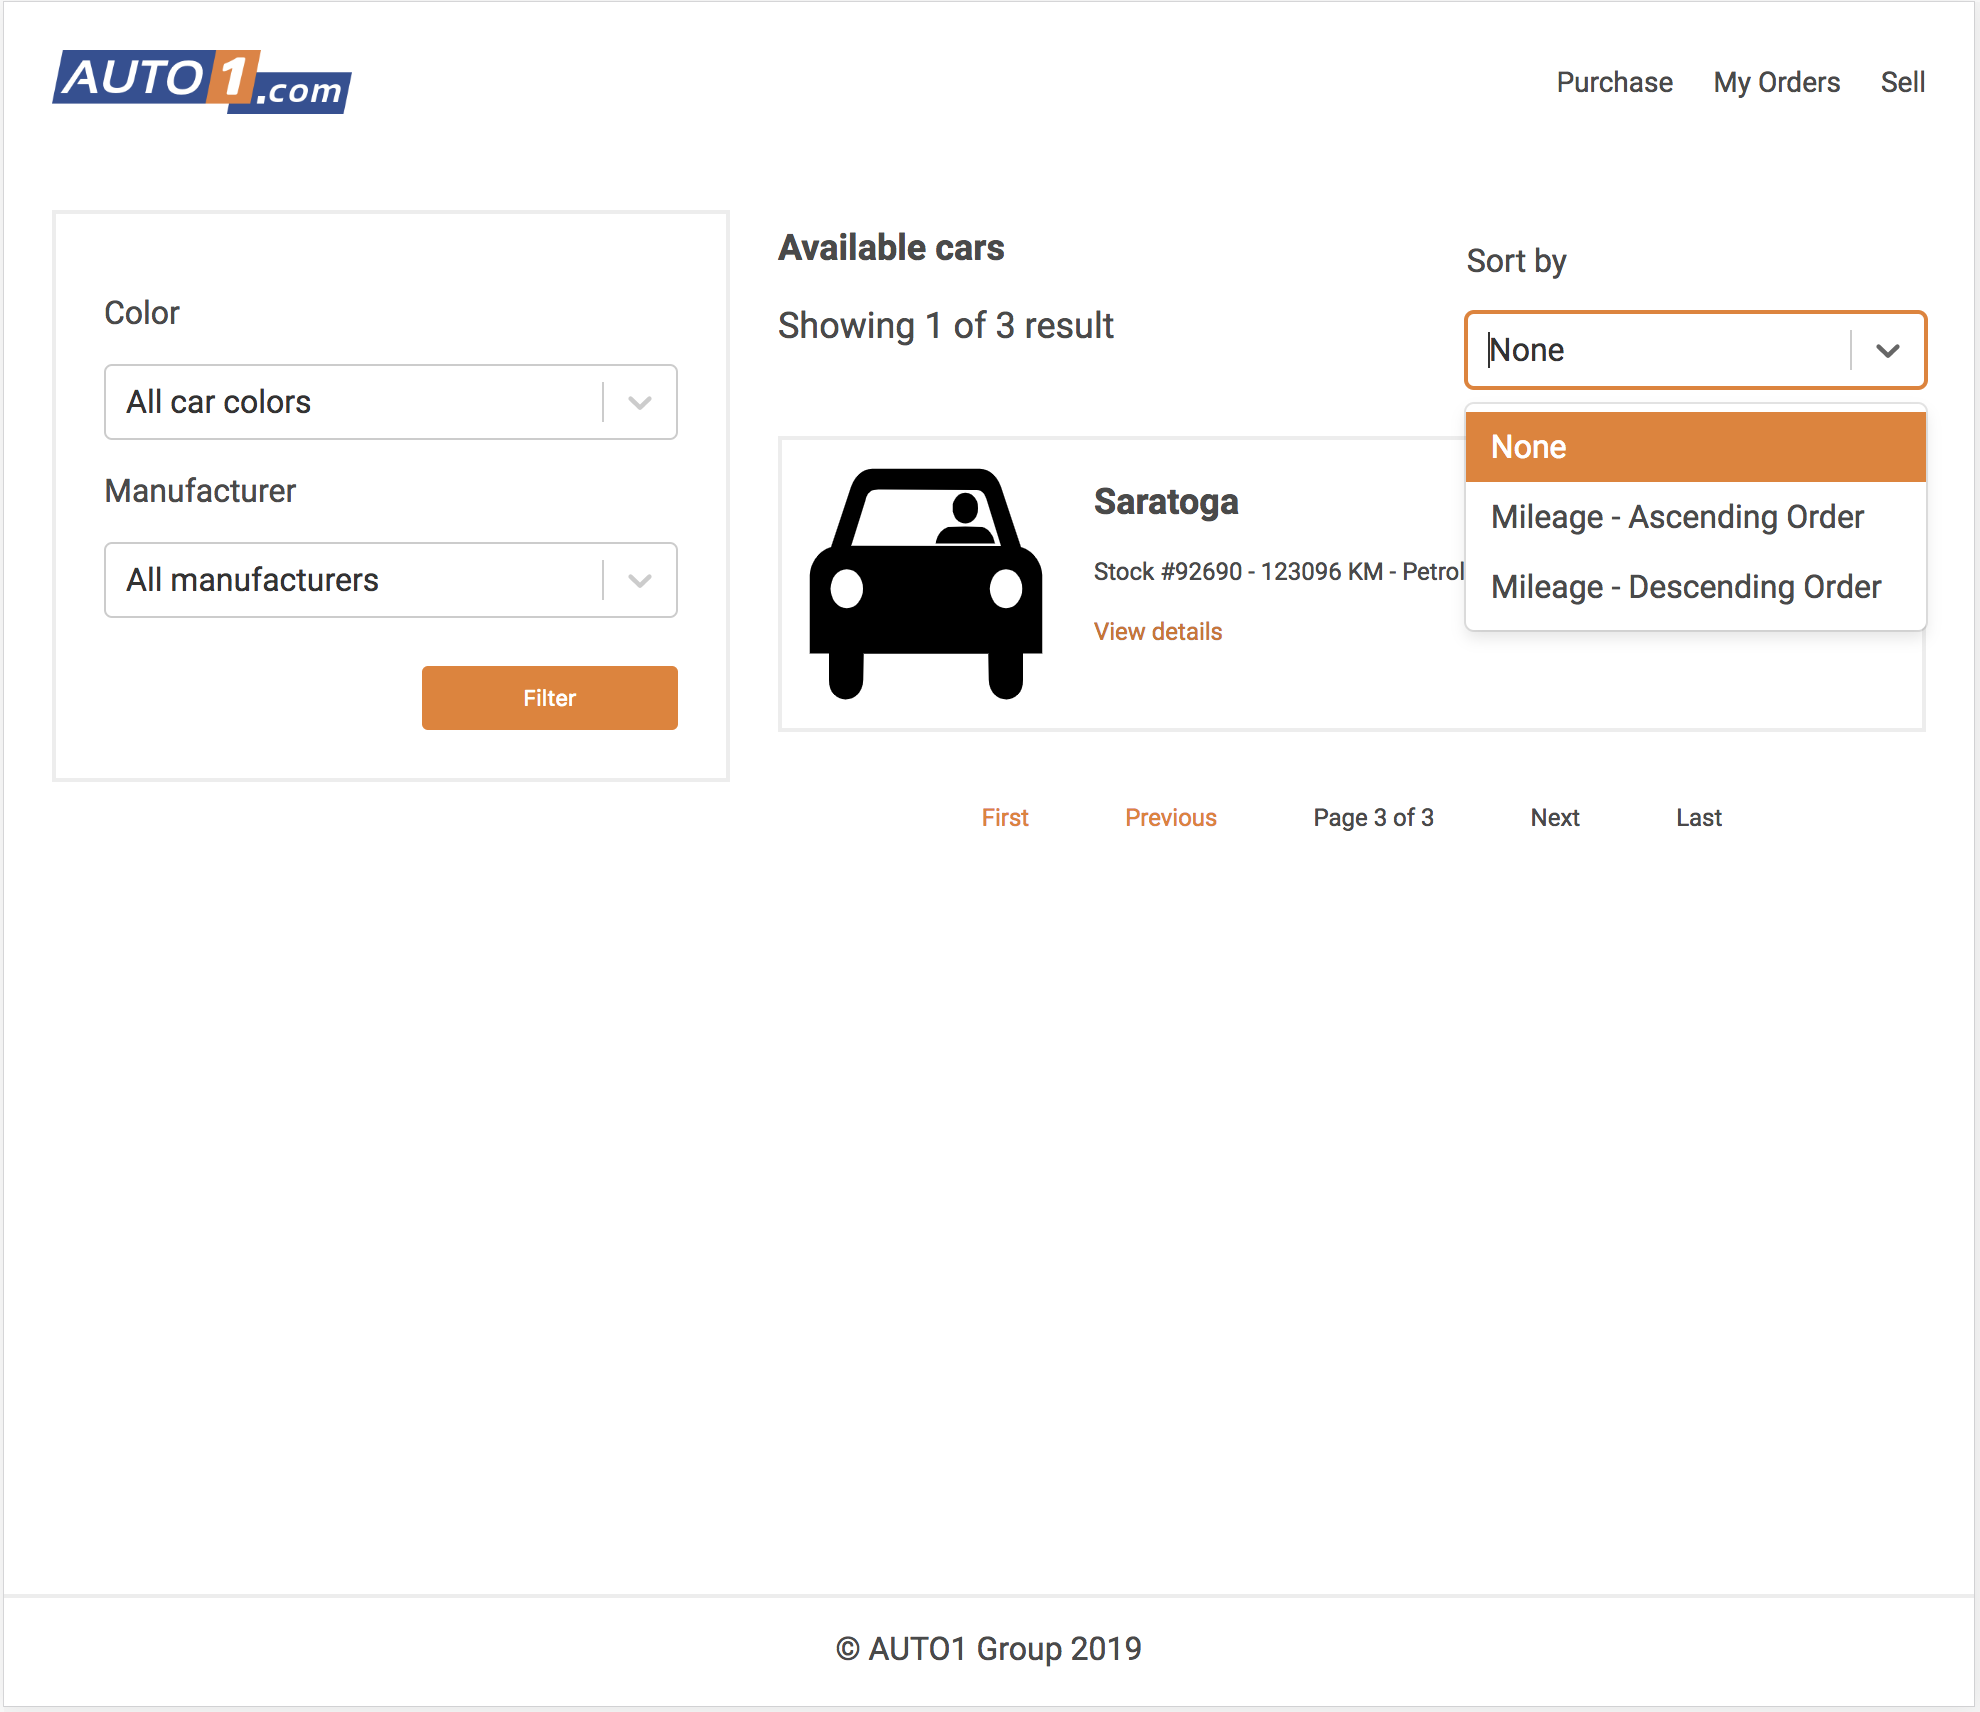 AUTO1.com
Purchase My Orders Sell
Color
All car colors
Manufacturer
All manufacturers
Filter
Available cars
Showing 1 of 3 result
Sort by
None
None
Mileage - Ascending Order
Mileage - Descending Order
Saratoga
Stock #92690 - 123096 KM - Petrol
View details
First Previous Page 3 of 3 Next Last
© AUTO1 Group 2019